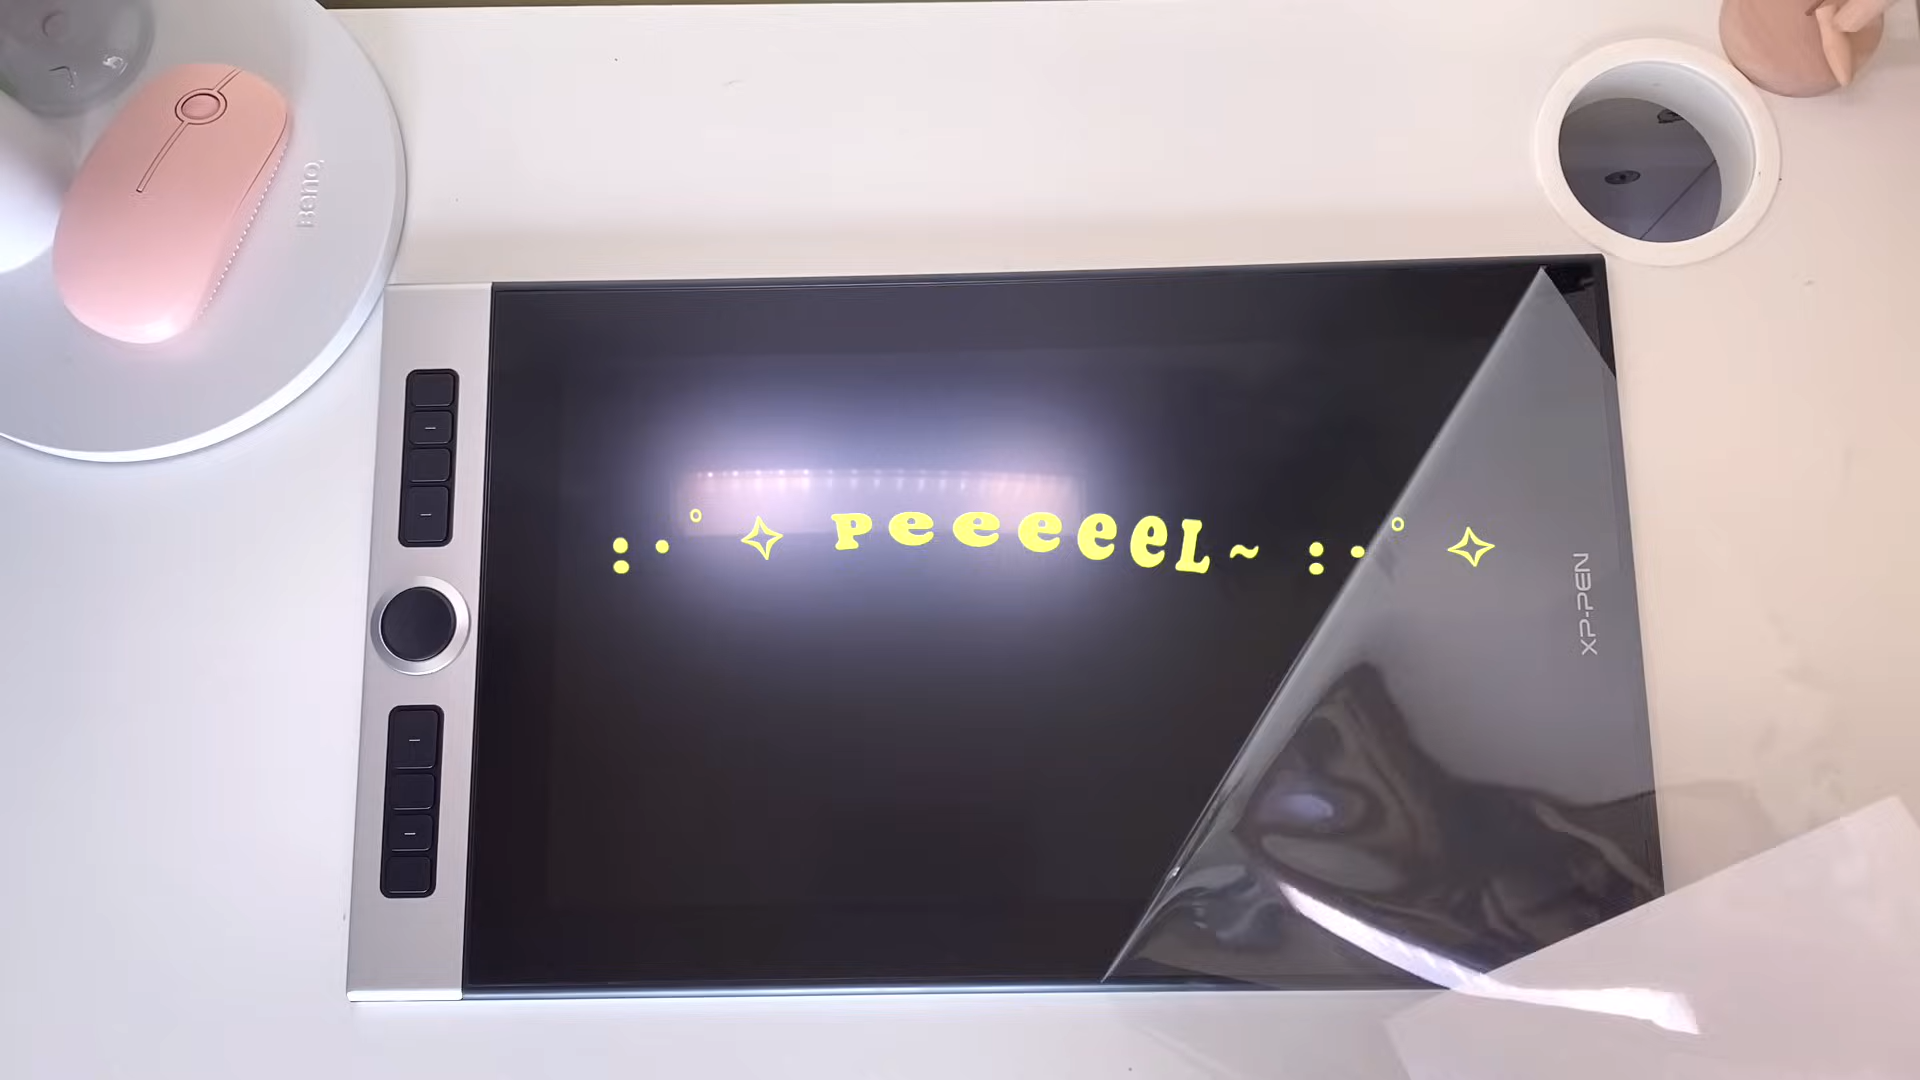 BenQ
:· ˚ ✧ Peeeeel~ :· ˚ ✧
XP-PEN